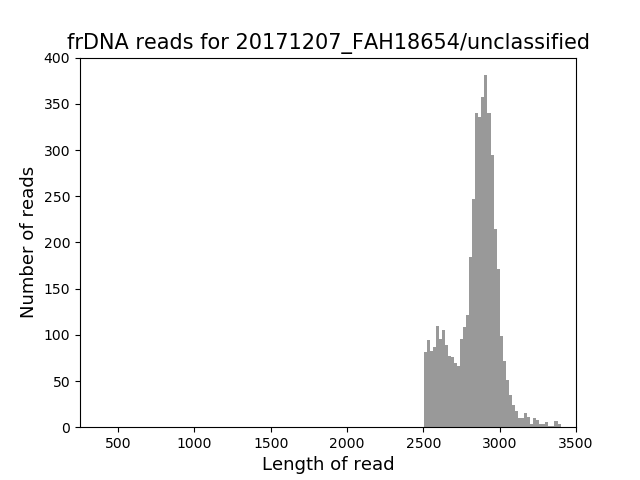 frDNA reads for 20171207_FAH18654/unclassified
400
350
300
250
200
150
100
50
0
Number of reads
500 1000 1500 2000 2500 3000 3500
Length of read